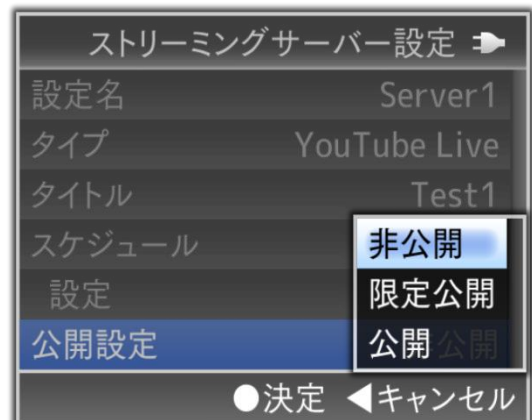 ストリーミングサーバー設定
設定名 Server1
タイプ YouTube Live
タイトル Test1
スケジュール
設定
公開設定
非公開
限定公開
公開
●決定 ◀キャンセル